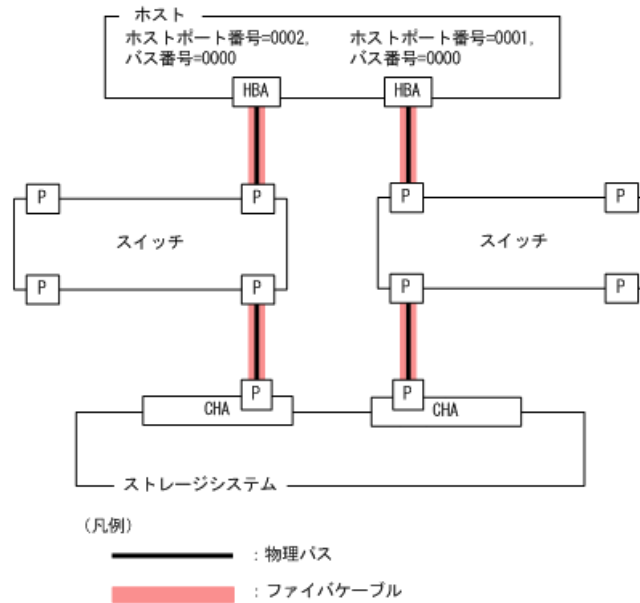 ホスト
ホストポート番号=0002,
バス番号=0000
ホストポート番号=0001,
バス番号=0000
HBA
HBA
P
P
P
P
スイッチ
スイッチ
P
P
P
P
P
P
CHA
CHA
ストレージシステム
(凡例)
: 物理パス
: ファイバケーブル